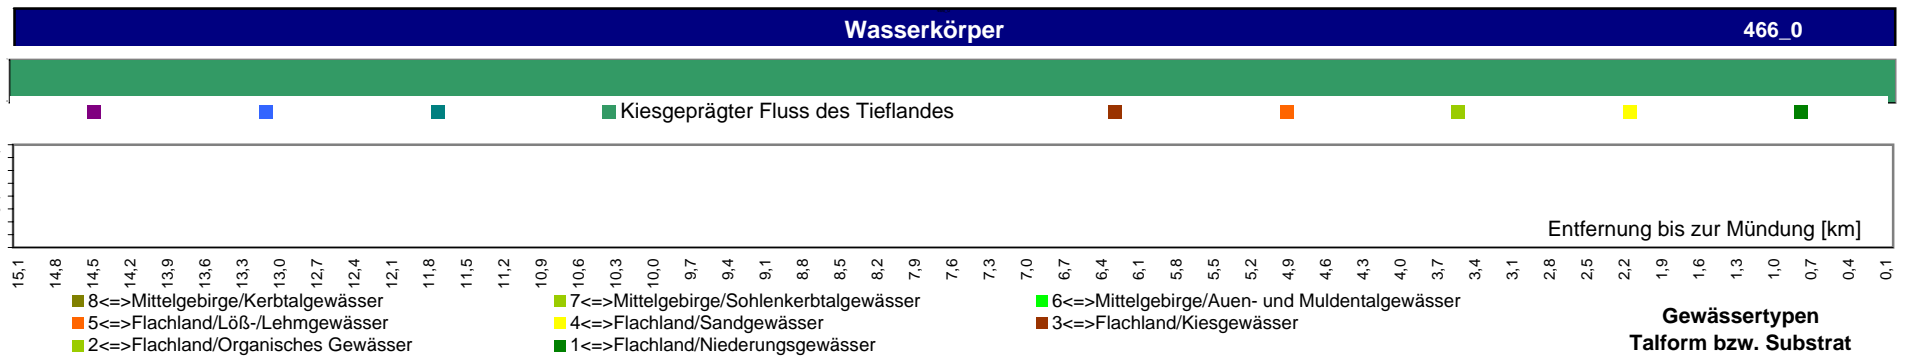 Wasserkörper 466_0
Kiesgeprägter Fluss des Tieflandes
Entfernung bis zur Mündung [km]
15,1 14,8 14,5 14,2 13,9 13,6 13,3 13,0 12,7 12,4 12,1 11,8 11,5 11,2 10,9 10,6 10,3 10,0 9,7 9,4 9,1 8,8 8,5 8,2 7,9 7,6 7,3 7,0 6,7 6,4 6,1 5,8 5,5 5,2 4,9 4,6 4,3 4,0 3,7 3,4 3,1 2,8 2,5 2,2 1,9 1,6 1,3 1,0 0,7 0,4 0,1
8<=>Mittelgebirge/Kerbtalgewässer 7<=>Mittelgebirge/Sohlenkerbtalgewässer 6<=>Mittelgebirge/Auen- und Muldentalgewässer
5<=>Flachland/Löß-/Lehmgewässer 4<=>Flachland/Sandgewässer 3<=>Flachland/Kiesgewässer
2<=>Flachland/Organisches Gewässer 1<=>Flachland/Niederungsgewässer
Gewässertypen
Talform bzw. Substrat